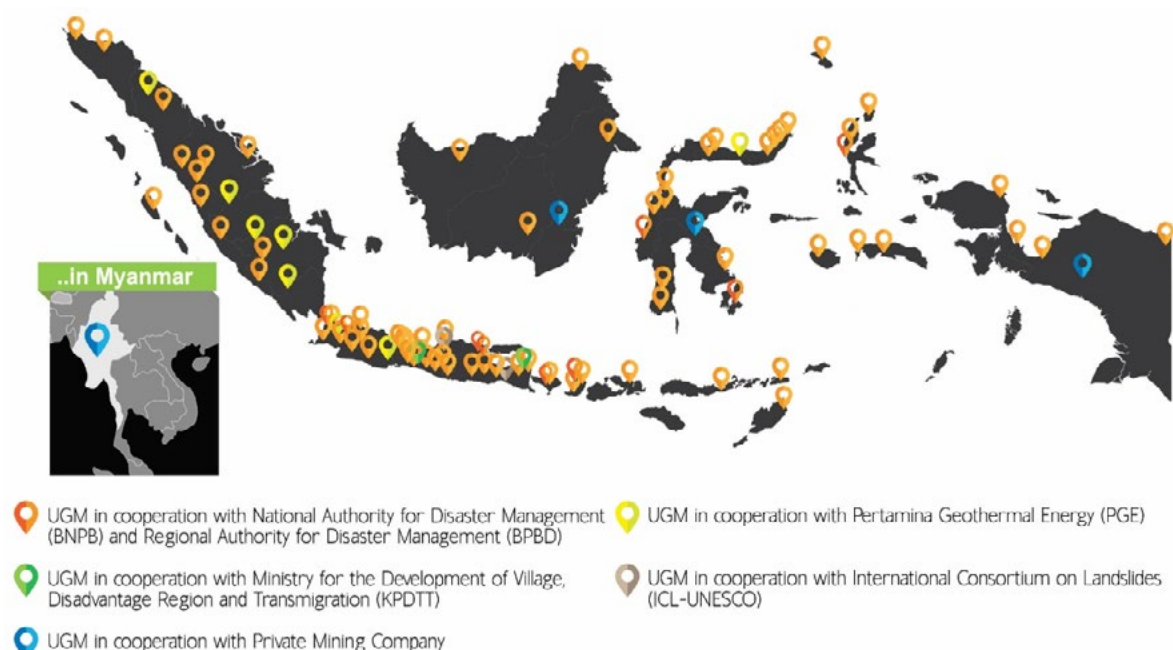 ..in Myanmar
UGM in cooperation with National Authority for Disaster Management
(BNPB) and Regional Authority for Disaster Management (BPBD)
UGM in cooperation with Ministry for the Development of Village,
Disadvantage Region and Transmigration (KPDTT)
UGM in cooperation with Private Mining Company
UGM in cooperation with Pertamina Geothermal Energy (PGE)
UGM in cooperation with International Consortium on Landslides
(ICL-UNESCO)